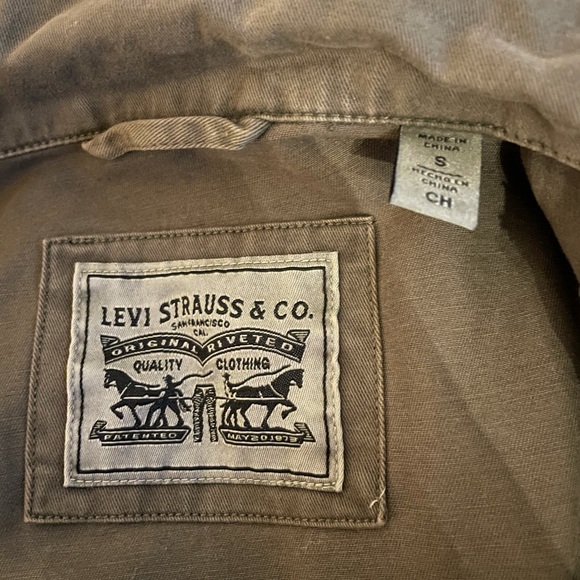 MADE IN
CHINA
S
HECHO EN
CHINA
CH
LEVI STRAUSS & CO.
SAN FRANCISCO
CAL.
ORIGINAL RIVETED
QUALITY CLOTHING
PATENTED MAY 20 1873